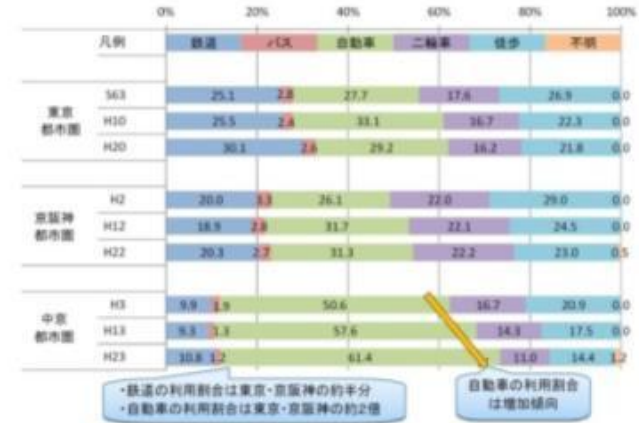 0% 20% 40% 60% 80% 100%
凡例 鉄道 バス 自動車 二輪車 徒歩 不明
東京都市圏
S63 25.1 2.8 27.7 17.6 26.9 0.0
H10 25.5 2.4 33.1 16.7 22.3 0.0
H20 30.1 2.6 29.2 16.2 21.8 0.0
京阪神都市圏
H2 20.0 3.3 26.1 22.0 29.0 0.0
H12 18.9 2.8 31.7 22.1 24.5 0.0
H22 20.3 2.7 31.3 22.2 23.0 0.5
中京都市圏
H3 9.9 1.9 50.6 16.7 20.9 0.0
H13 9.3 1.3 57.6 14.3 17.5 0.0
H23 10.8 1.2 61.4 11.0 14.4 1.2
・鉄道の利用割合は東京・京阪神の約半分
・自動車の利用割合は東京・京阪神の約2倍
自動車の利用割合
は増加傾向